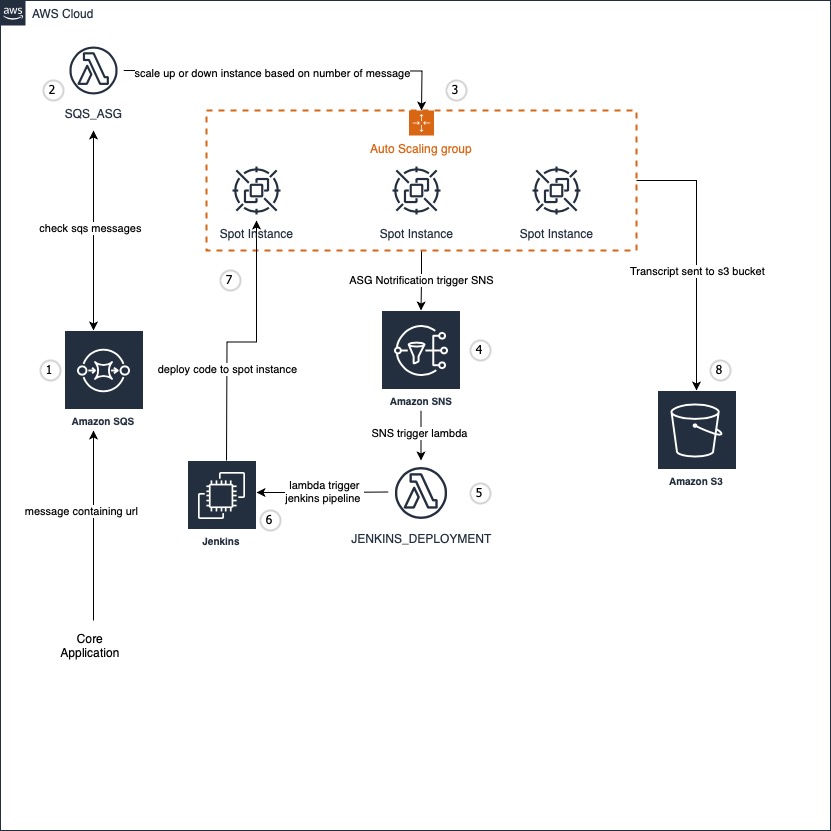 aws
AWS Cloud
2
SQS_ASG
scale up or down instance based on number of message
3
Auto Scaling group
Spot Instance
Spot Instance
Spot Instance
check sqs messages
7
ASG Notrification trigger SNS
Transcript sent to s3 bucket
1
Amazon SQS
deploy code to spot instance
4
Amazon SNS
8
Amazon S3
SNS trigger lambda
message containing url
Jenkins
6
lambda trigger
jenkins pipeline
5
JENKINS_DEPLOYMENT
Core
Application